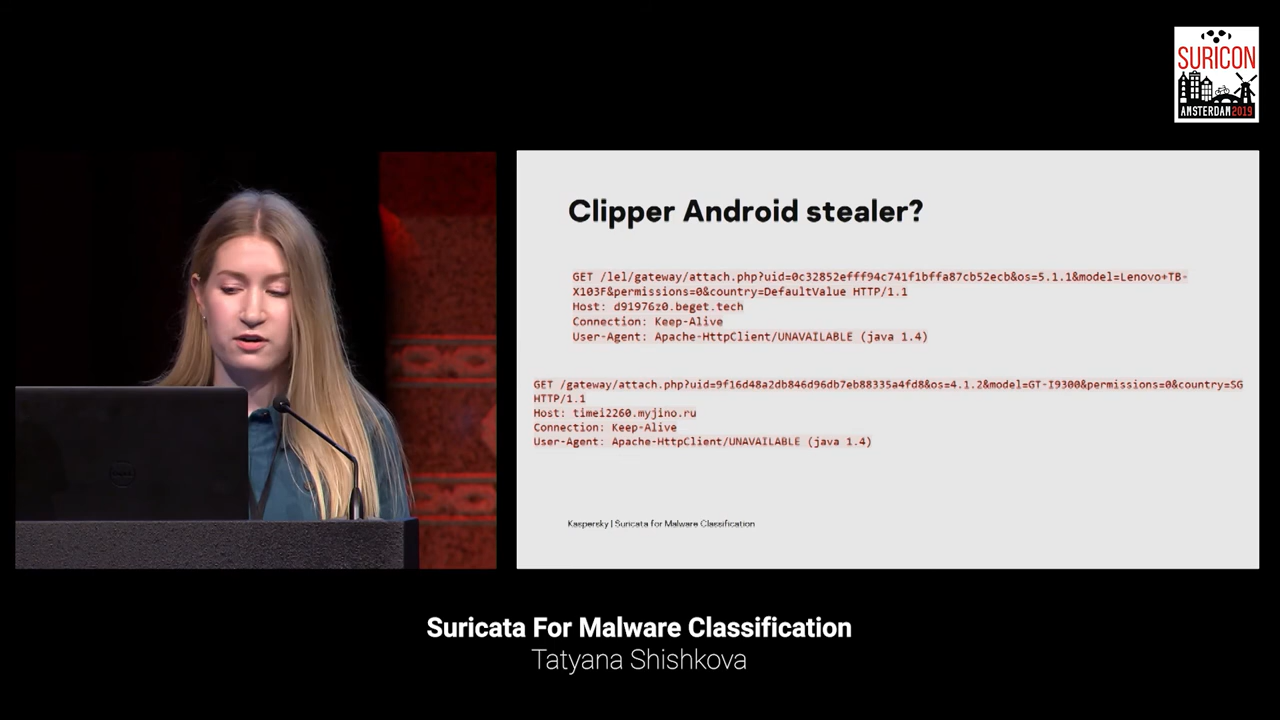 SURICON
AMSTERDAM 2019
Clipper Android stealer?
GET /lel/gateway/attach.php?uid=0c32852efff94c741f1bffa87cb52ecb&os=5.1.1&model=Lenovo+TB-
X103F&permissions=0&country=DefaultValue HTTP/1.1
Host: d91976z0.beget.tech
Connection: Keep-Alive
User-Agent: Apache-HttpClient/UNAVAILABLE (java 1.4)
GET /gateway/attach.php?uid=9f16d48a2db846d96db7eb88335a4fd8&os=4.1.2&model=GT-I9300&permissions=0&country=SG
HTTP/1.1
Host: timei2260.myjino.ru
Connection: Keep-Alive
User-Agent: Apache-HttpClient/UNAVAILABLE (java 1.4)
Kaspersky | Suricata for Malware Classification
Suricata For Malware Classification
Tatyana Shishkova